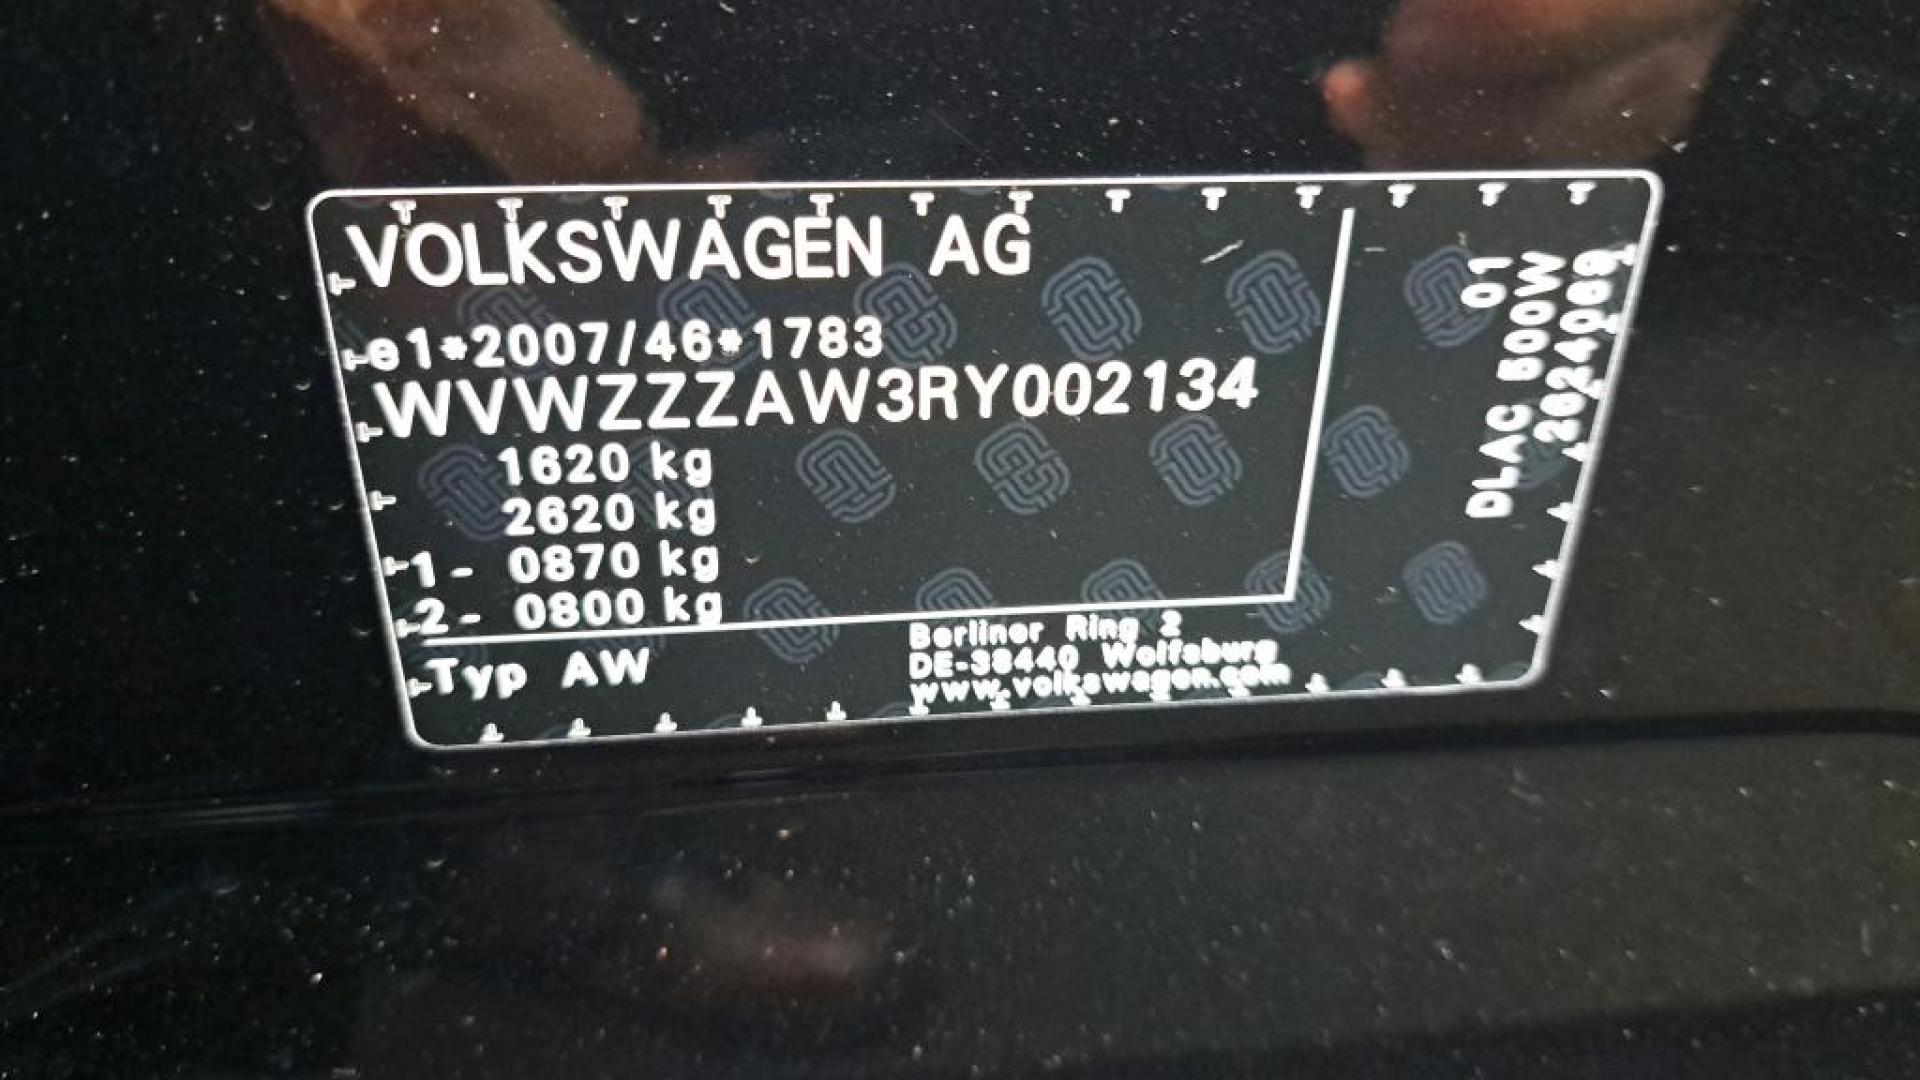 VOLKSWAGEN AG
e1*2007/46*1783
WVWZZZAW3RY002134
1620 kg
2620 kg
1 - 0870 kg
2 - 0800 kg
Typ AW
Berliner Ring 2
DE-38440 Wolfsburg
www.volkswagen.com
01
DLAC 500W
2624069